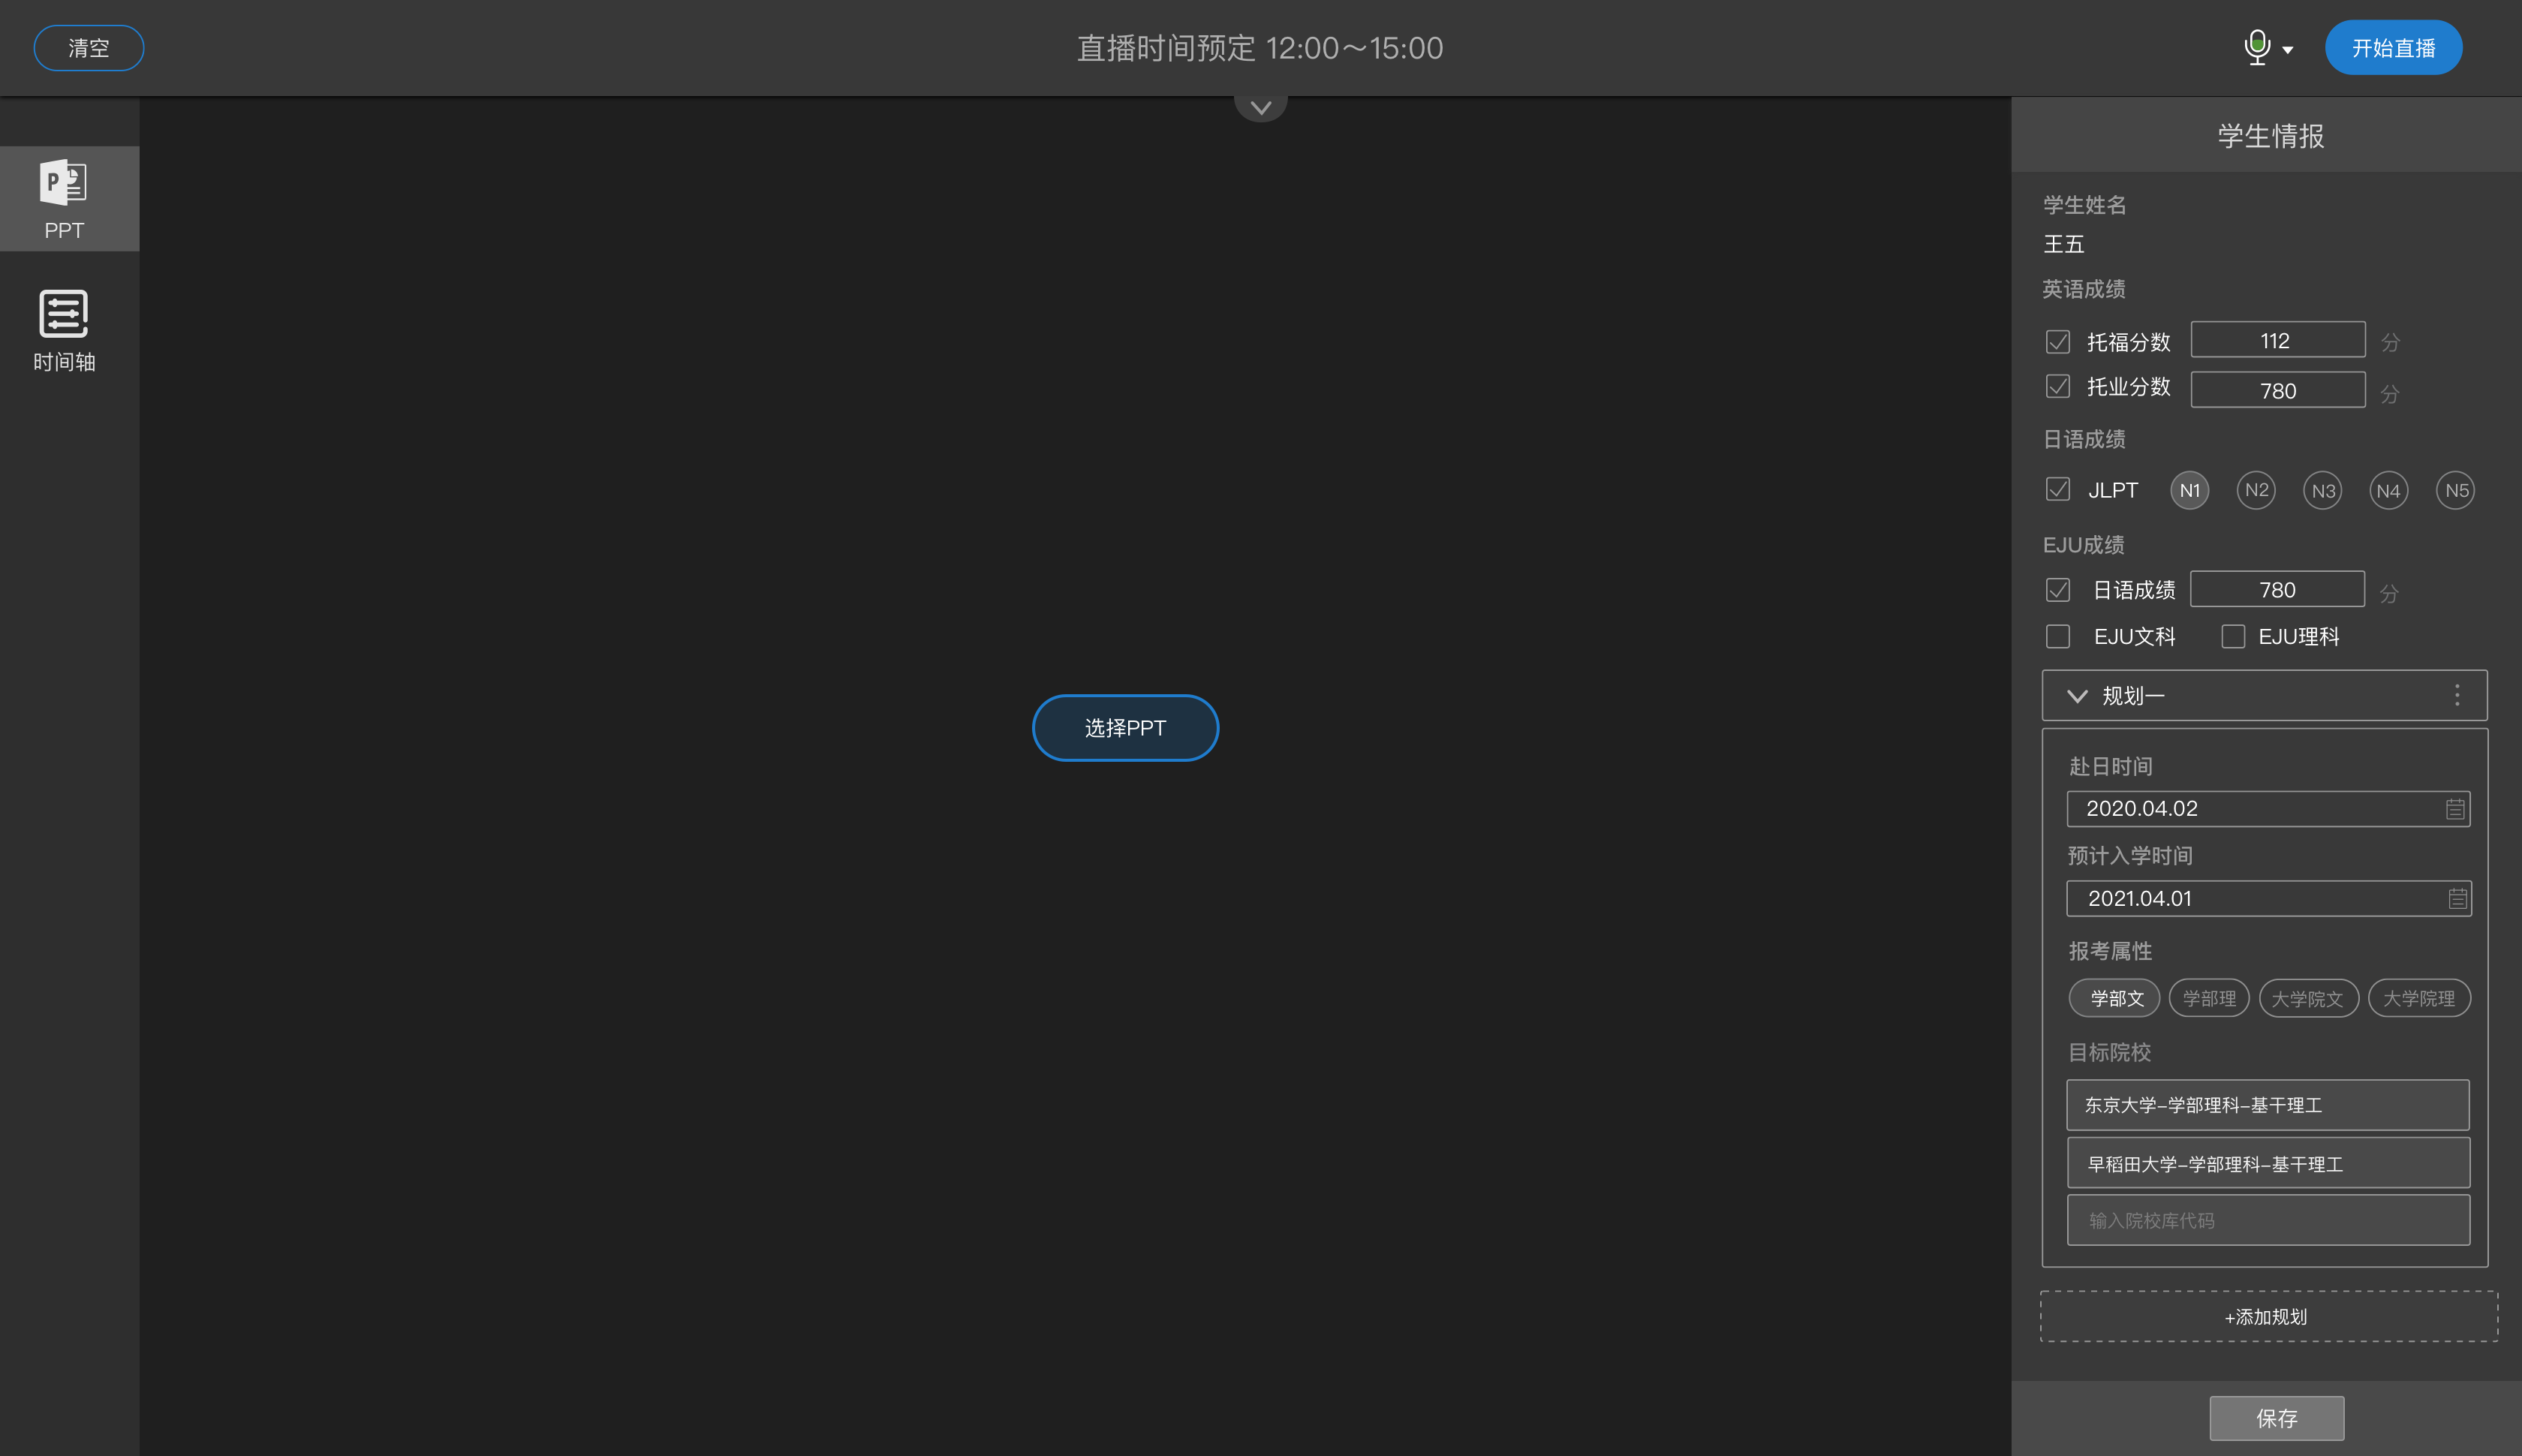 清空
直播时间预定 12:00～15:00
开始直播
PPT
时间轴
选择PPT
学生情报
学生姓名
王五
英语成绩
托福分数 112 分
托业分数 780 分
日语成绩
JLPT N1 N2 N3 N4 N5
EJU成绩
日语成绩 780 分
EJU文科 EJU理科
规划一
赴日时间
2020.04.02
预计入学时间
2021.04.01
报考属性
学部文 学部理 大学院文 大学院理
目标院校
东京大学–学部理科–基干理工
早稻田大学–学部理科–基干理工
输入院校库代码
+添加规划
保存